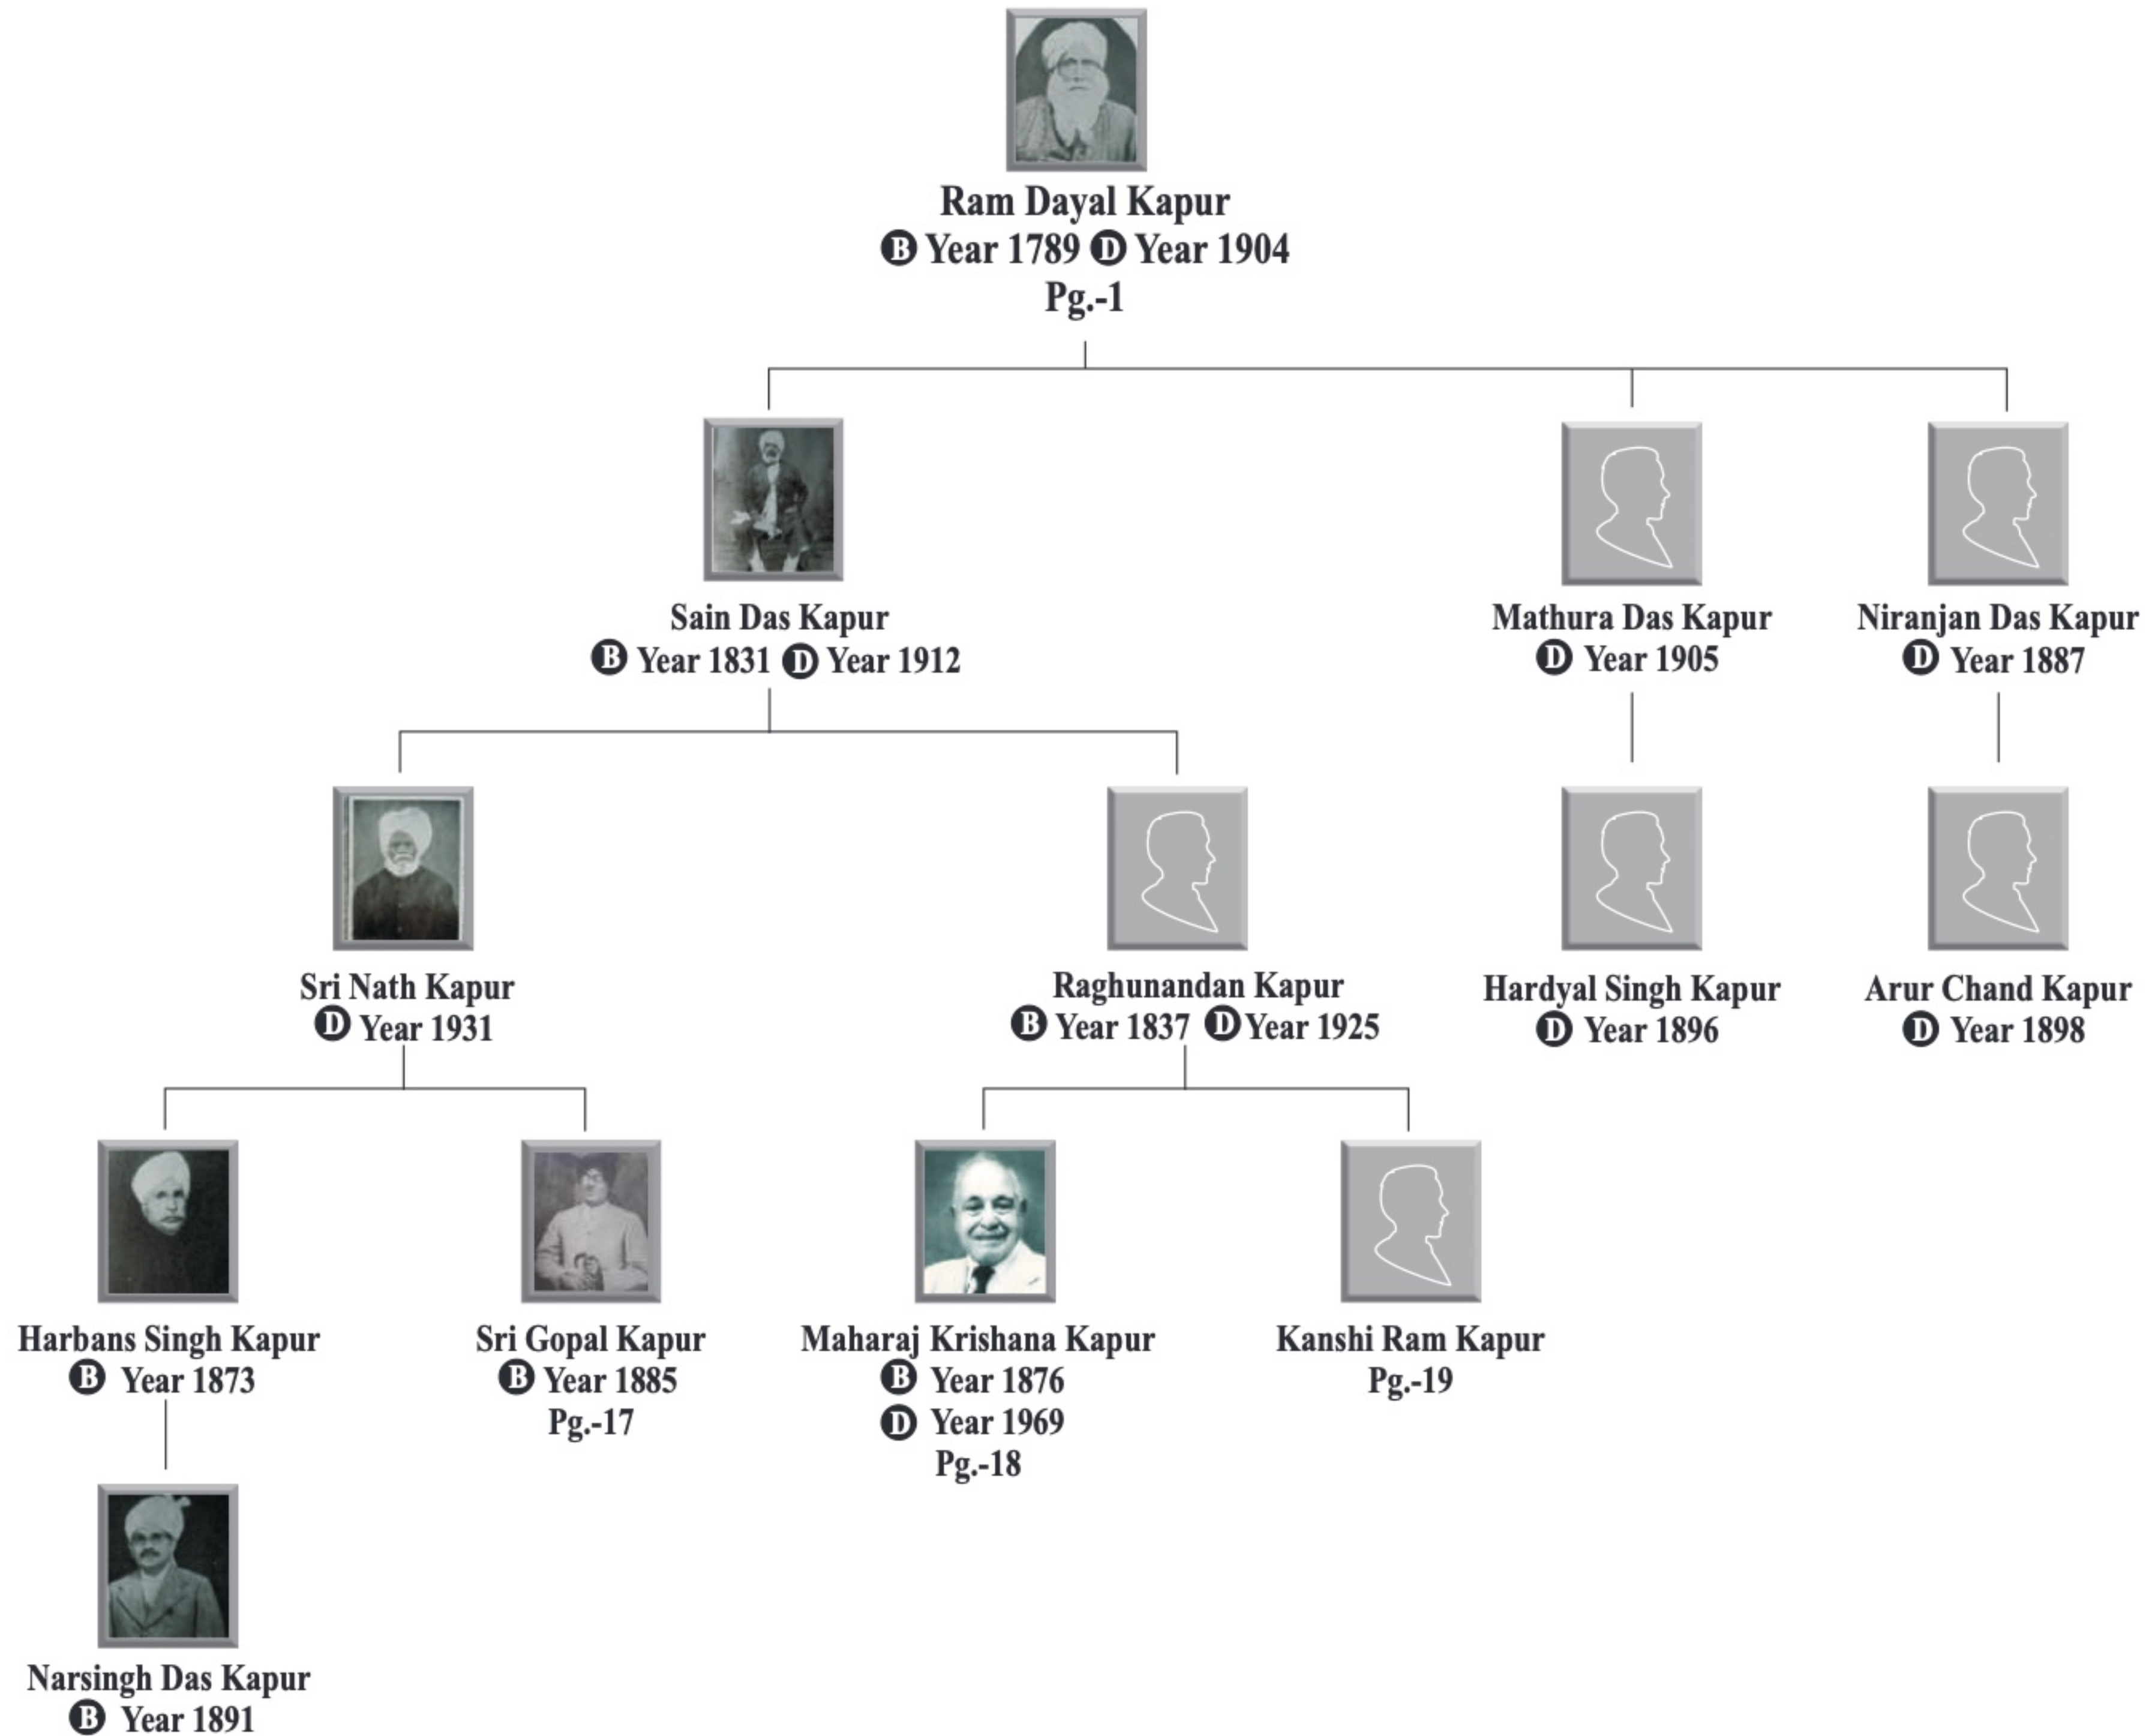 Ram Dayal Kapur
B Year 1789 D Year 1904
Pg.-1
Sain Das Kapur
B Year 1831 D Year 1912
Mathura Das Kapur
D Year 1905
Niranjan Das Kapur
D Year 1887
Sri Nath Kapur
D Year 1931
Raghunandan Kapur
B Year 1837 D Year 1925
Hardyal Singh Kapur
D Year 1896
Arur Chand Kapur
D Year 1898
Harbans Singh Kapur
B Year 1873
Sri Gopal Kapur
B Year 1885
Pg.-17
Maharaj Krishana Kapur
B Year 1876
D Year 1969
Pg.-18
Kanshi Ram Kapur
Pg.-19
Narsingh Das Kapur
B Year 1891